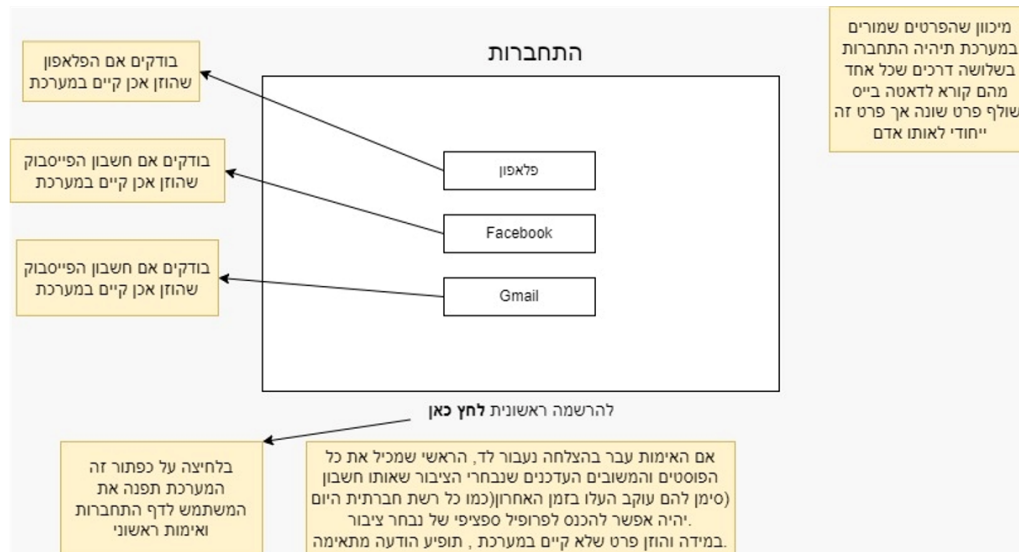 התחברות
מיכוון שהפרטים שמורים
במערכת תיהיה התחברות
בשלושה דרכים שכל אחד
מהם קורא לדאטה בייס
שולף פרט שונה אך פרט זה
ייחודי לאותו אדם
בודקים אם הפלאפון
שהוזן אכן קיים במערכת
פלאפון
בודקים אם חשבון הפייסבוק
שהוזן אכן קיים במערכת
Facebook
בודקים אם חשבון הפייסבוק
שהוזן אכן קיים במערכת
Gmail
להרשמה ראשונית לחץ כאן
אם האימות עבר בהצלחה נעבור לד, הראשי שמכיל את כל
הפוסטים והמשובים העדכנים שנבחרי הציבור שאותו חשבון
(סימן להם עוקב העלו בזמן האחרון(כמו כל רשת חברתית היום
.יהיה אפשר להכנס לפרופיל ספציפי של נבחר ציבור
.במידה והוזן פרט שלא קיים במערכת , תופיע הודעה מתאימה
בלחיצה על כפתור זה
המערכת תפנה את
המשתמש לדף התחברות
ואימות ראשוני